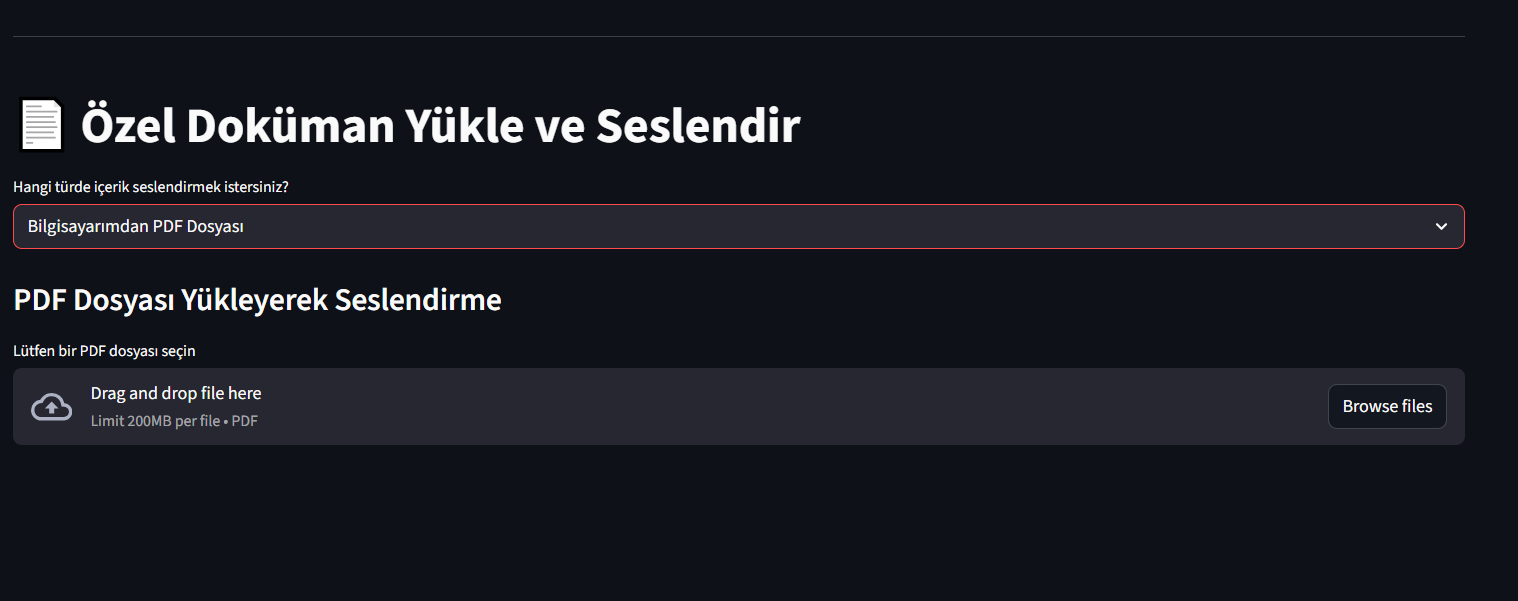 Özel Doküman Yükle ve Seslendir
Hangi türde içerik seslendirmek istersiniz?
Bilgisayarımdan PDF Dosyası
PDF Dosyası Yükleyerek Seslendirme
Lütfen bir PDF dosyası seçin
Drag and drop file here
Limit 200MB per file • PDF
Browse files